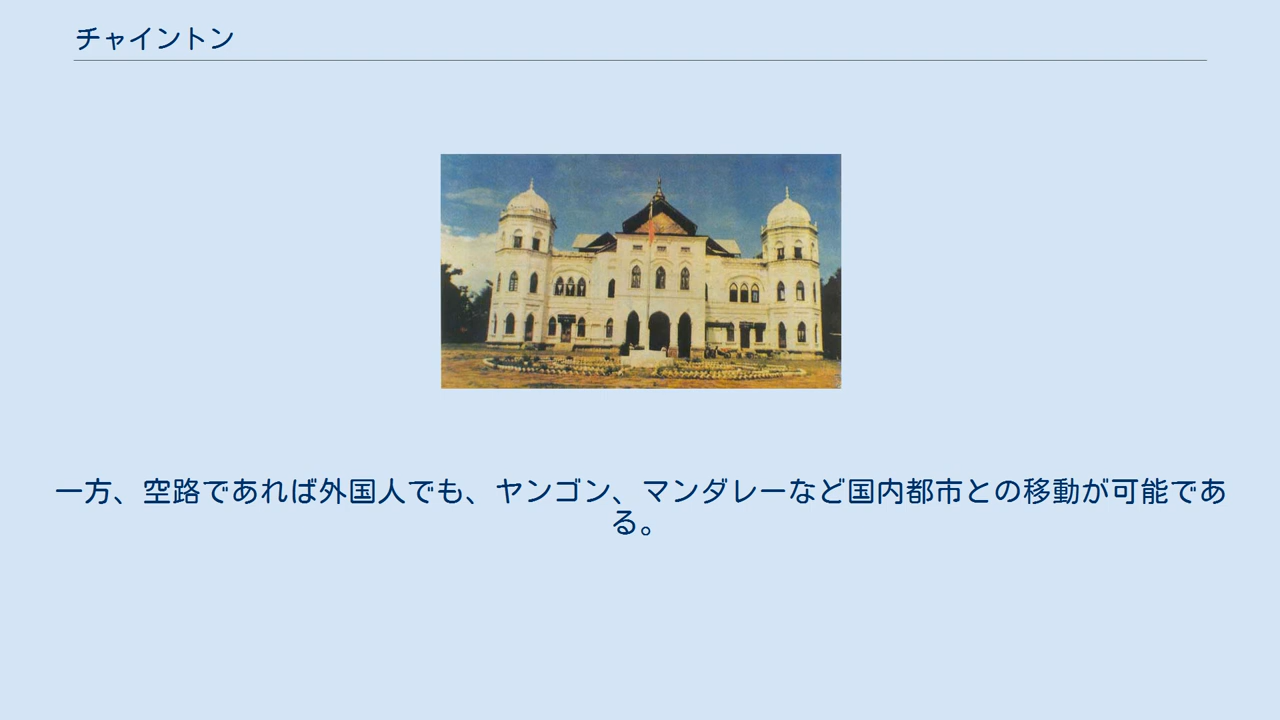 チャイントン
一方、空路であれば外国人でも、ヤンゴン、マンダレーなど国内都市との移動が可能であ
る。